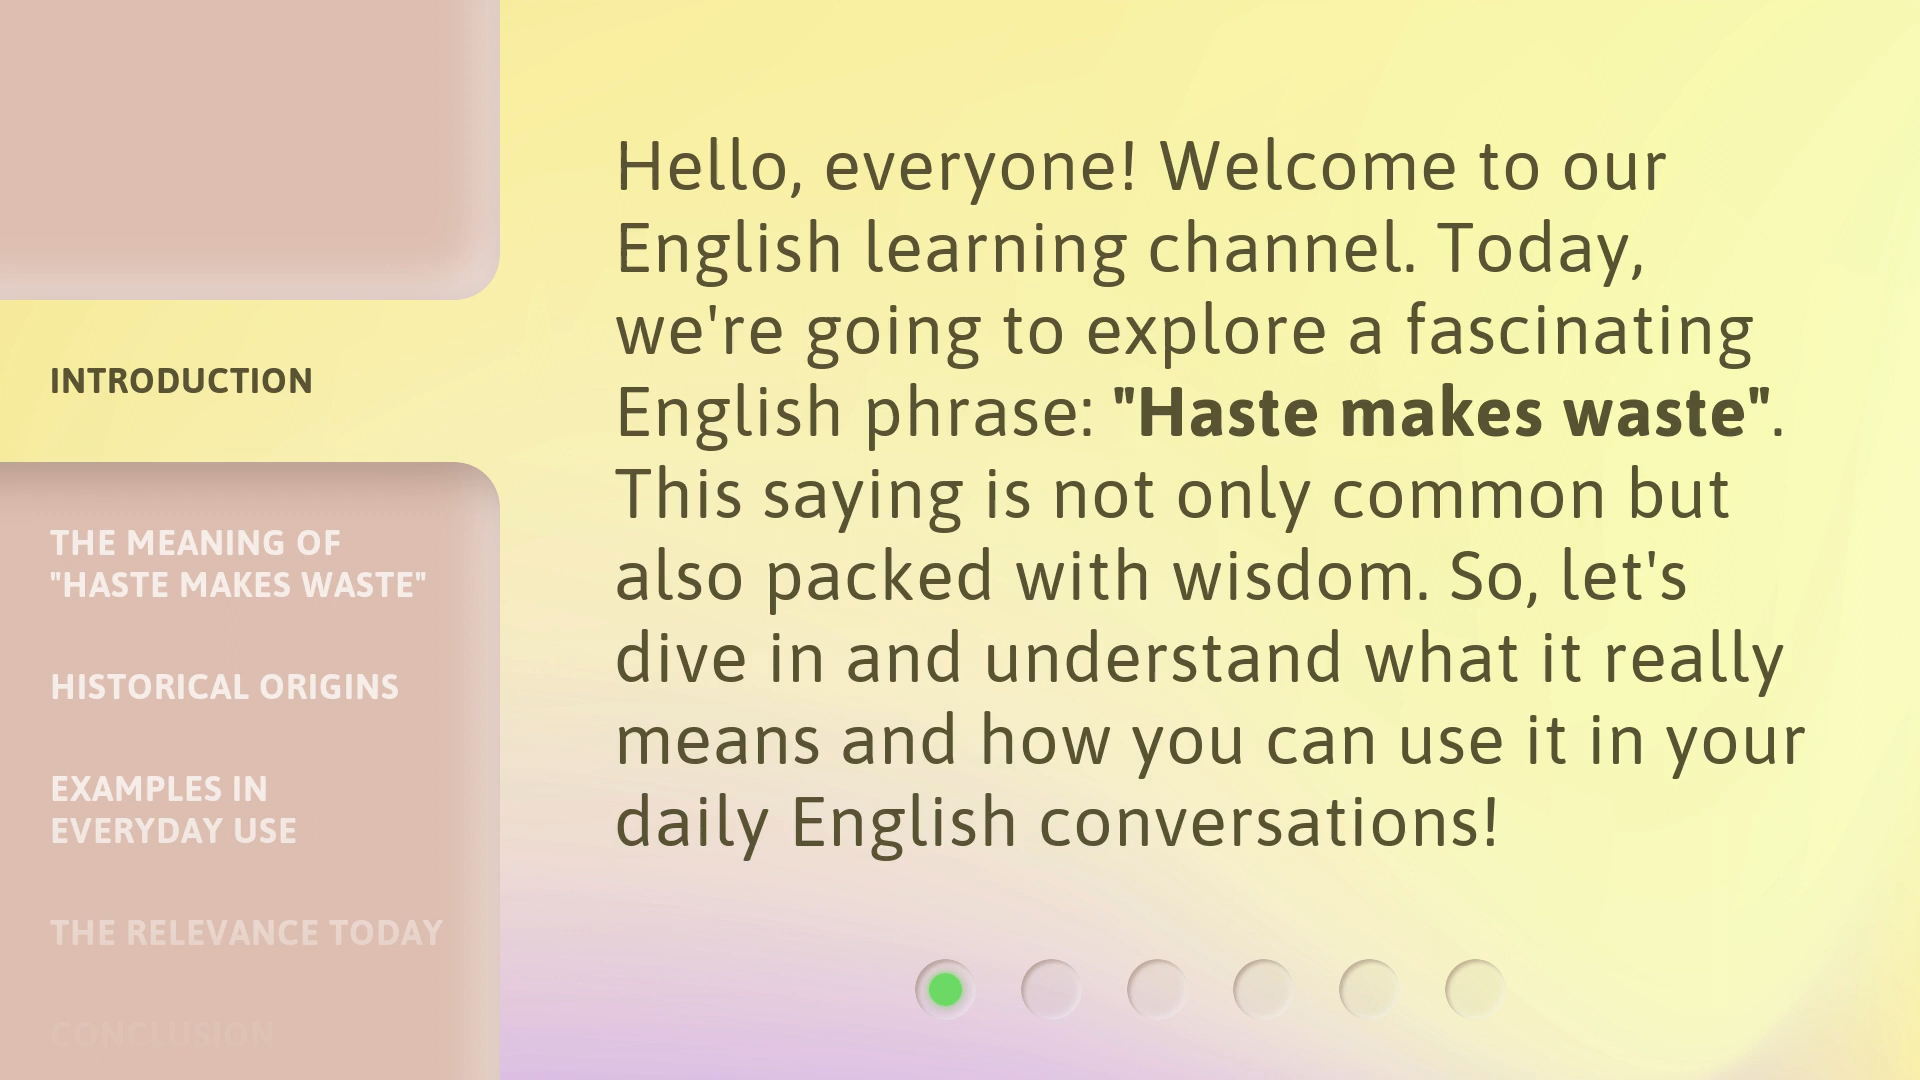 INTRODUCTION
THE MEANING OF
"HASTE MAKES WASTE"
HISTORICAL ORIGINS
EXAMPLES IN
EVERYDAY USE
THE RELEVANCE TODAY
CONCLUSION
Hello, everyone! Welcome to our
English learning channel. Today,
we're going to explore a fascinating
English phrase: "Haste makes waste".
This saying is not only common but
also packed with wisdom. So, let's
dive in and understand what it really
means and how you can use it in your
daily English conversations!